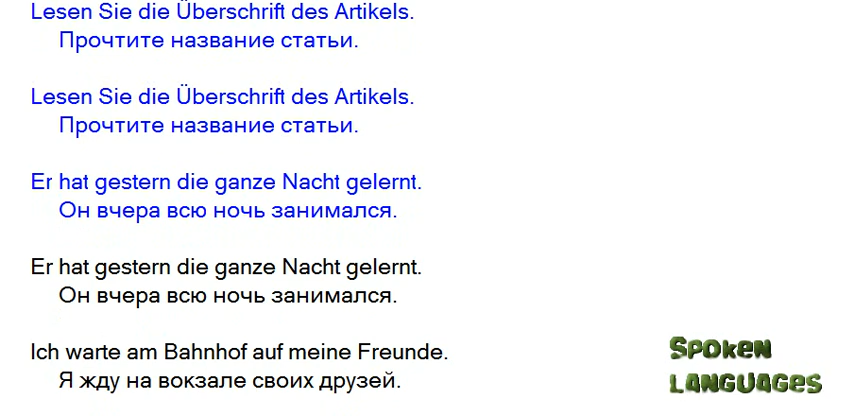 Lesen Sie die Überschrift des Artikels.
Прочтите название статьи.
Lesen Sie die Überschrift des Artikels.
Прочтите название статьи.
Er hat gestern die ganze Nacht gelernt.
Он вчера всю ночь занимался.
Er hat gestern die ganze Nacht gelernt.
Он вчера всю ночь занимался.
Ich warte am Bahnhof auf meine Freunde.
Я жду на вокзале своих друзей.
Spoken
Languages